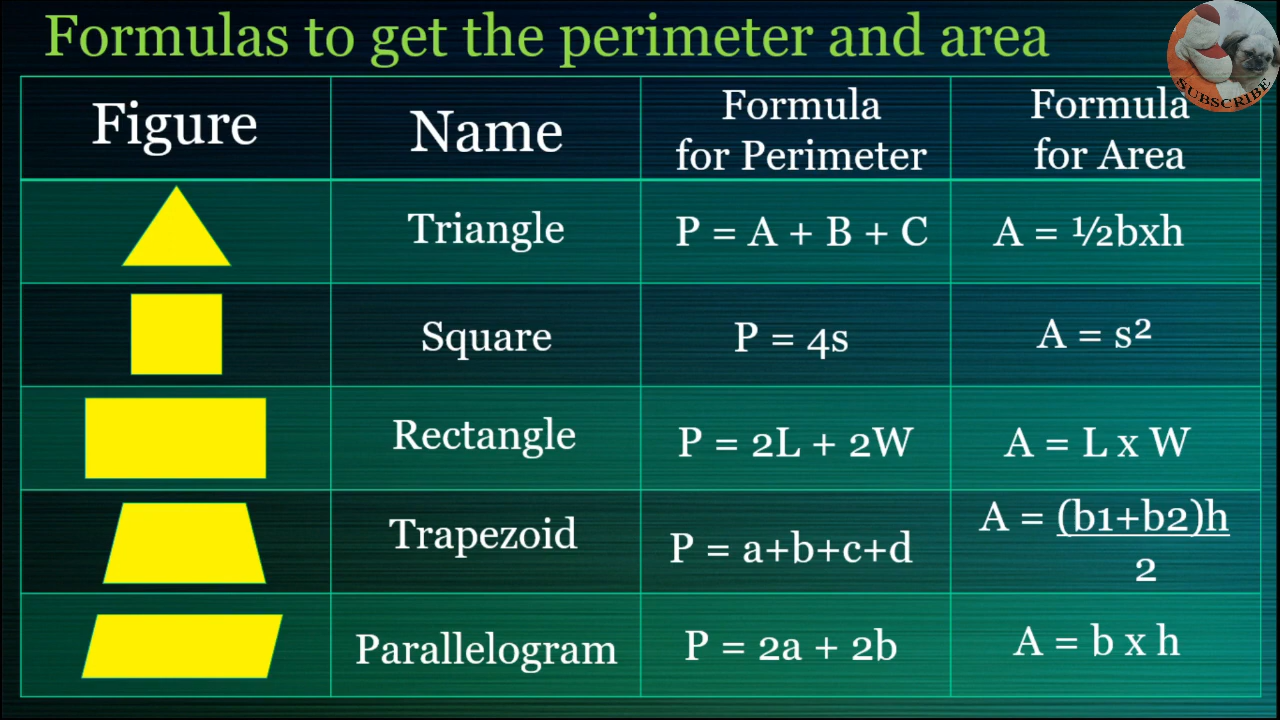 Formulas to get the perimeter and area
SUBSCRIBE
Figure
Name
Formula
for Perimeter
Formula
for Area
Triangle
P = A + B + C
A = ½bxh
Square
P = 4s
A = s²
Rectangle
P = 2L + 2W
A = L x W
Trapezoid
P = a+b+c+d
A = (b1+b2)h
2
Parallelogram
P = 2a + 2b
A = b x h